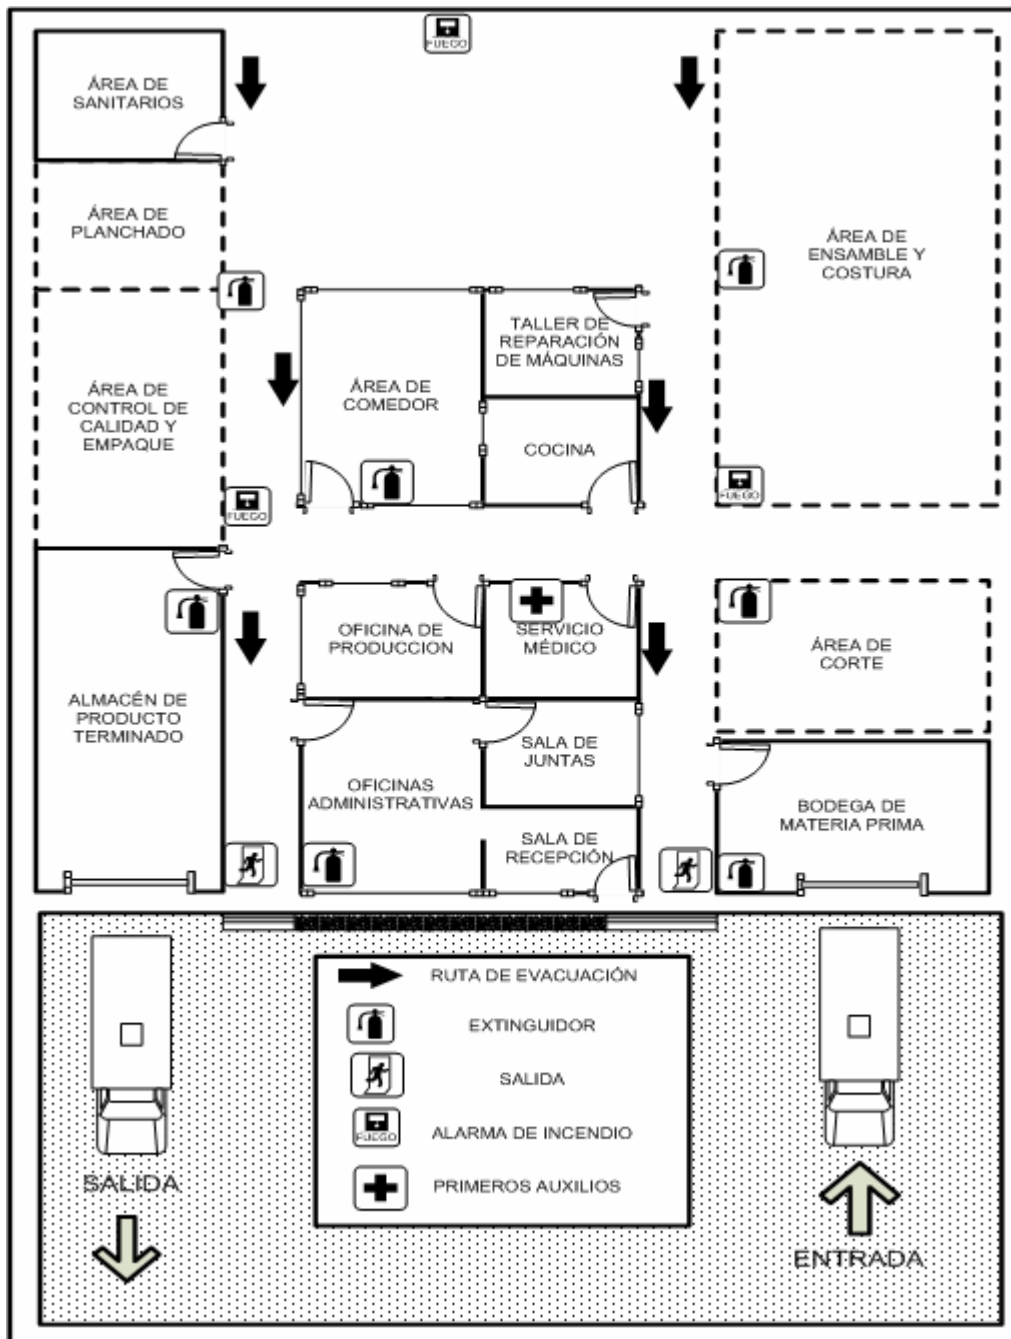 FUEGO
ÁREA DE
SANITARIOS
ÁREA DE
PLANCHADO
ÁREA DE
ENSAMBLE Y
COSTURA
TALLER DE
REPARACIÓN
DE MÁQUINAS
ÁREA DE
COMEDOR
ÁREA DE
CONTROL DE
CALIDAD Y
EMPAQUE
COCINA
FUEGO
FUEGO
OFICINA DE
PRODUCCION
SERVICIO
MÉDICO
ÁREA DE
CORTE
ALMACÉN DE
PRODUCTO
TERMINADO
SALA DE
JUNTAS
OFICINAS
ADMINISTRATIVAS
BODEGA DE
MATERIA PRIMA
SALA DE
RECEPCIÓN
RUTA DE EVACUACIÓN
EXTINGUIDOR
SALIDA
FUEGO
ALARMA DE INCENDIO
PRIMEROS AUXILIOS
SALIDA
ENTRADA